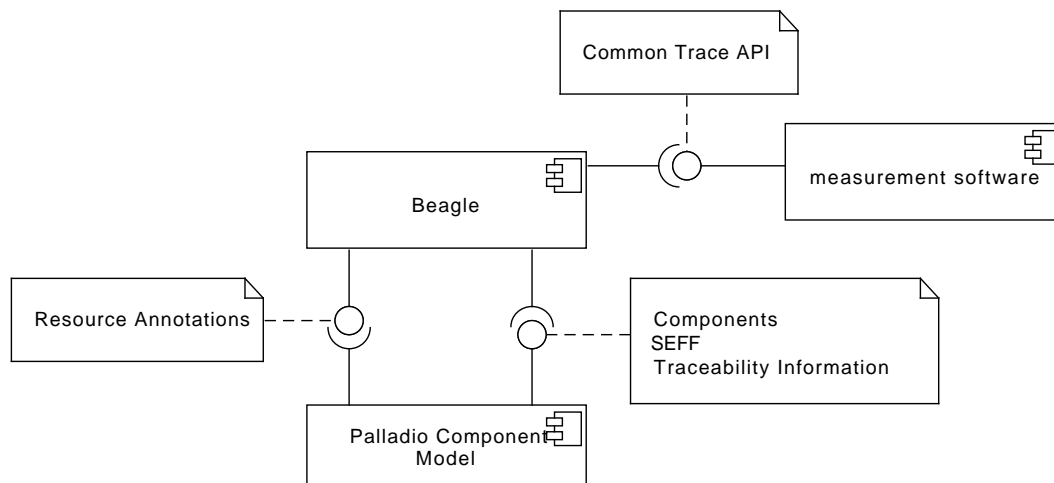 Common Trace API
measurement software
Beagle
Resource Annotations
Components
SEFF
Traceability Information
Palladio Component
Model